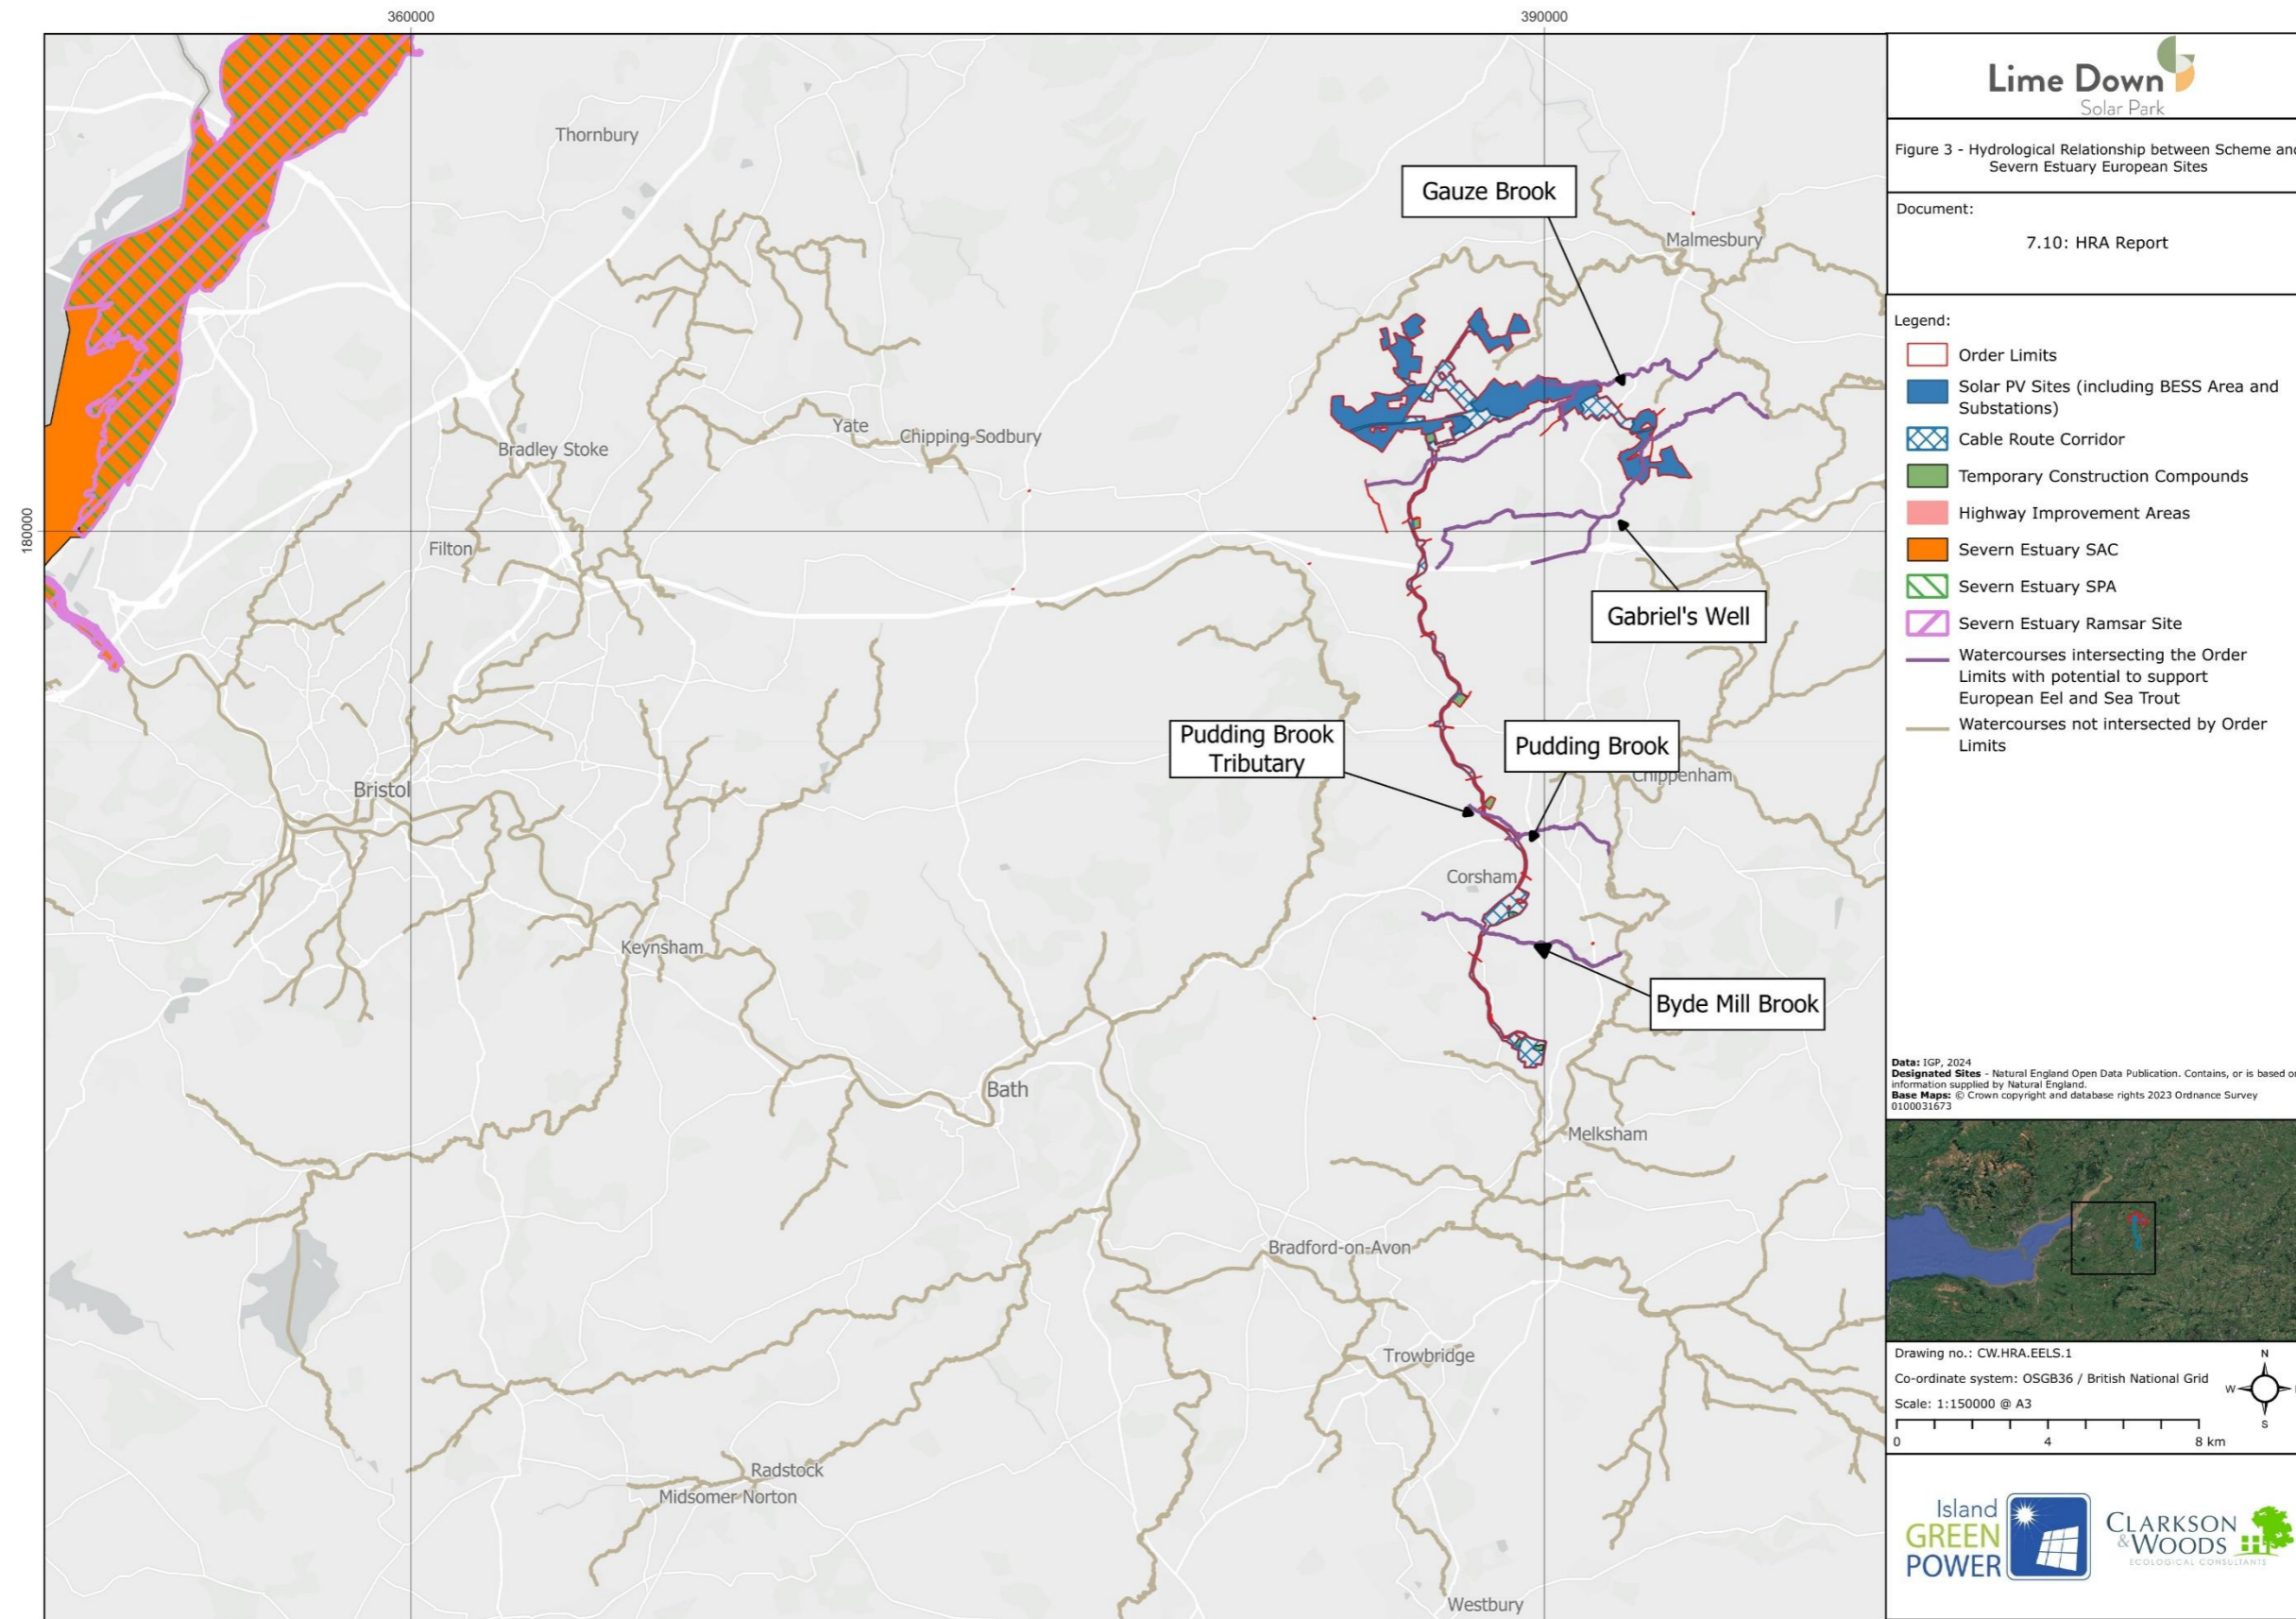 360000
390000
180000
Thornbury
Gauze Brook
Malmesbury
Yate
Chipping Sodbury
Bradley Stoke
Filton
Gabriel's Well
Pudding Brook
Tributary
Pudding Brook
Chippenham
Bristol
Corsham
Keynsham
Byde Mill Brook
Bath
Melksham
Bradford-on-Avon
Trowbridge
Radstock
Midsomer Norton
Westbury
Lime Down
Solar Park
Figure 3 - Hydrological Relationship between Scheme and
Severn Estuary European Sites
Document:
7.10: HRA Report
Legend:
Order Limits
Solar PV Sites (including BESS Area and
Substations)
Cable Route Corridor
Temporary Construction Compounds
Highway Improvement Areas
Severn Estuary SAC
Severn Estuary SPA
Severn Estuary Ramsar Site
Watercourses intersecting the Order
Limits with potential to support
European Eel and Sea Trout
Watercourses not intersected by Order
Limits
Data: IGP, 2024
Designated Sites - Natural England Open Data Publication. Contains, or is based on
information supplied by Natural England.
Base Maps: © Crown copyright and database rights 2023 Ordnance Survey
0100031673
Drawing no.: CW.HRA.EELS.1
Co-ordinate system: OSGB36 / British National Grid
Scale: 1:150000 @ A3
0 4 8 km
N
W
S
Island
GREEN
POWER
CLARKSON
&WOODS
ECOLOGICAL CONSULTANTS